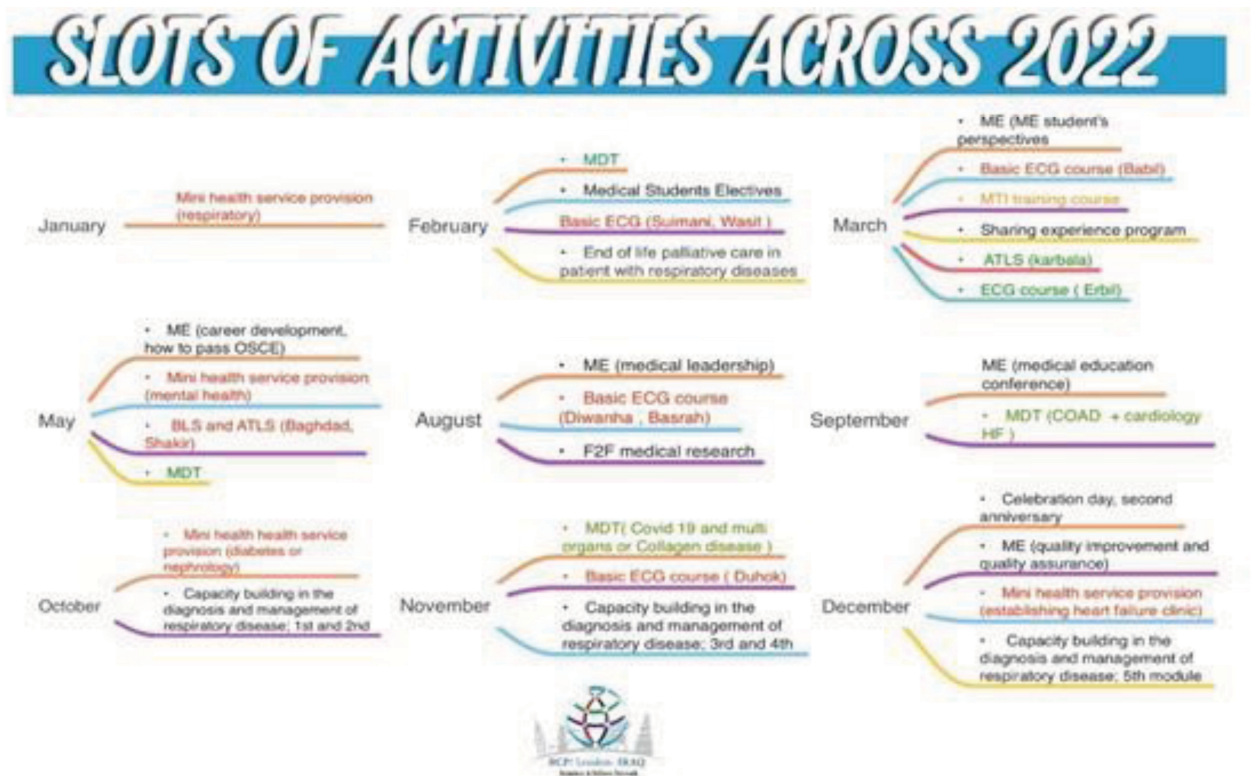 SLOTS OF ACTIVITIES ACROSS 2022
January
Mini health service provision
(respiratory)
February
• MDT
• Medical Students Electives
Basic ECG (Suimani, Wasit )
• End of life palliative care in
patient with respiratory diseases
March
• ME (ME student's
perspectives
• Basic ECG course (Babil)
• MTI training course
• Sharing experience program
• ATLS (karbala)
• ECG course ( Erbil)
May
• ME (career development,
how to pass OSCE)
• Mini health service provision
(mental health)
• BLS and ATLS (Baghdad,
Shakir)
• MDT
August
• ME (medical leadership)
• Basic ECG course
(Diwanha , Basrah)
• F2F medical research
September
ME (medical education
conference)
• MDT (COAD + cardiology
HF )
October
• Mini health health service
provision (diabetes or
nephrology)
• Capacity building in the
diagnosis and management of
respiratory disease; 1st and 2nd
November
• MDT( Covid 19 and multi
organs or Collagen disease )
• Basic ECG course ( Duhok)
• Capacity building in the
diagnosis and management of
respiratory disease; 3rd and 4th
December
• Celebration day, second
anniversary
• ME (quality improvement and
quality assurance)
• Mini health service provision
(establishing heart failure clinic)
• Capacity building in the
diagnosis and management of
respiratory disease; 5th module
RCP! London- IRAQ